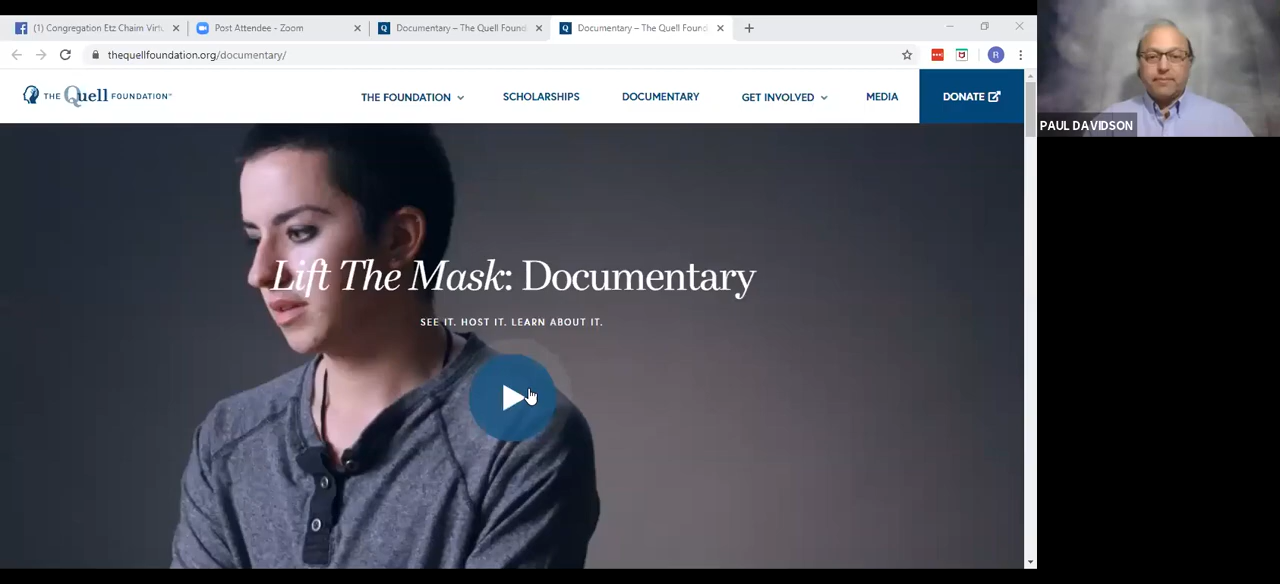 (1) Congregation Etz Chaim Virtu
Post Attendee - Zoom
Documentary – The Quell Found
Documentary – The Quell Found
thequellfoundation.org/documentary/
R
THE Quell FOUNDATION
THE FOUNDATION
SCHOLARSHIPS
DOCUMENTARY
GET INVOLVED
MEDIA
DONATE
PAUL DAVIDSON
Lift The Mask: Documentary
SEE IT. HOST IT. LEARN ABOUT IT.